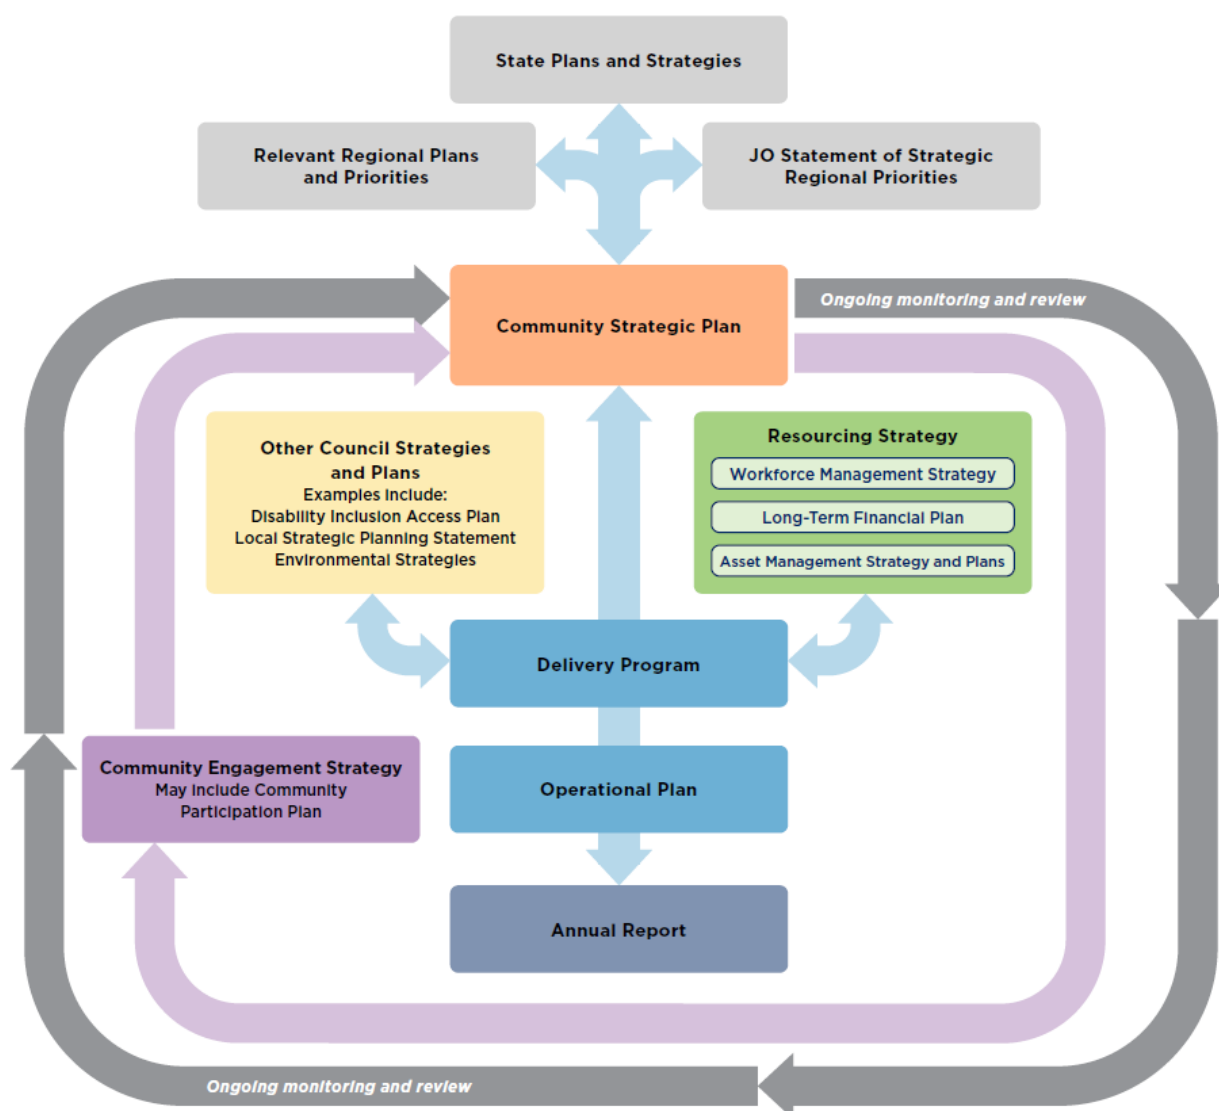 State Plans and Strategies
Relevant Regional Plans
and Priorities
JO Statement of Strategic
Regional Priorities
Community Strategic Plan
Ongoing monitoring and review
Other Council Strategies
and Plans
Examples include:
Disability Inclusion Access Plan
Local Strategic Planning Statement
Environmental Strategies
Resourcing Strategy
Workforce Management Strategy
Long-Term Financial Plan
Asset Management Strategy and Plans
Delivery Program
Community Engagement Strategy
May include Community
Participation Plan
Operational Plan
Annual Report
Ongoing monitoring and review